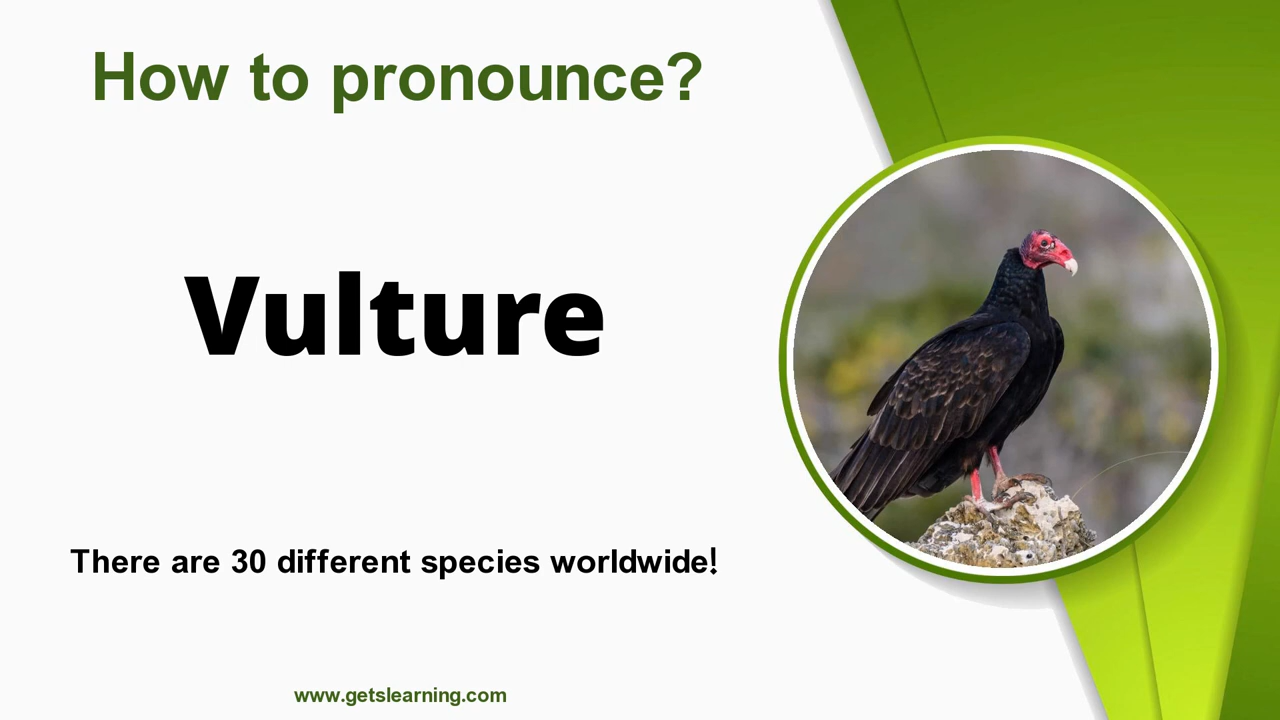 How to pronounce?
Vulture
There are 30 different species worldwide!
www.getslearning.com